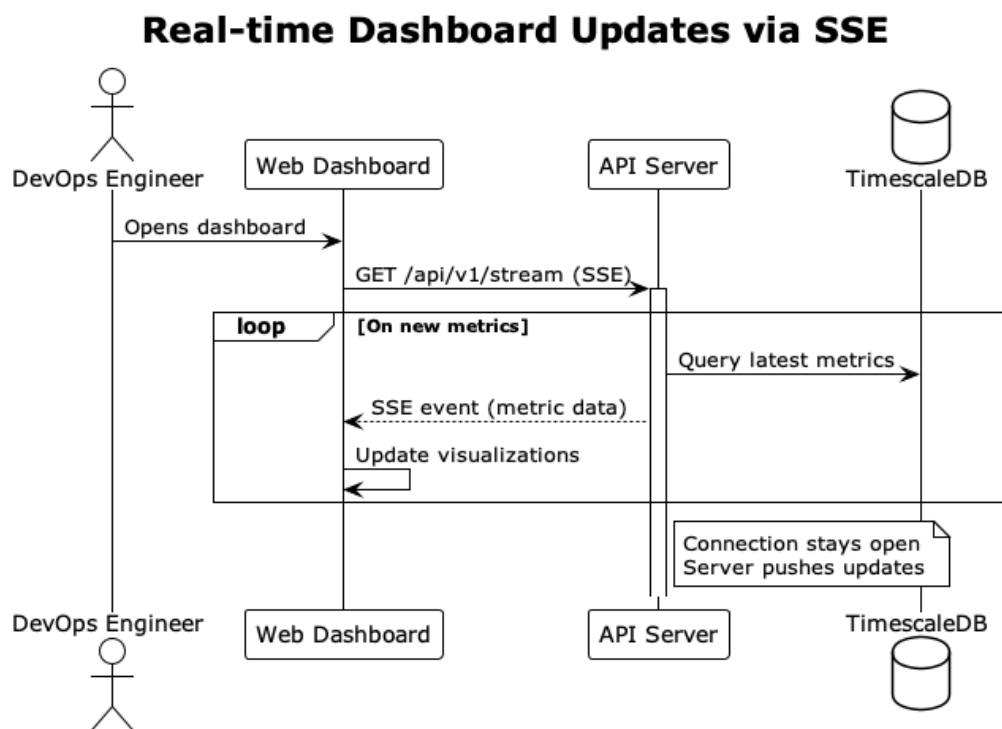 Real-time Dashboard Updates via SSE
DevOps Engineer
Web Dashboard
API Server
TimescaleDB
Opens dashboard
GET /api/v1/stream (SSE)
loop
[On new metrics]
Query latest metrics
SSE event (metric data)
Update visualizations
Connection stays open
Server pushes updates
DevOps Engineer
Web Dashboard
API Server
TimescaleDB